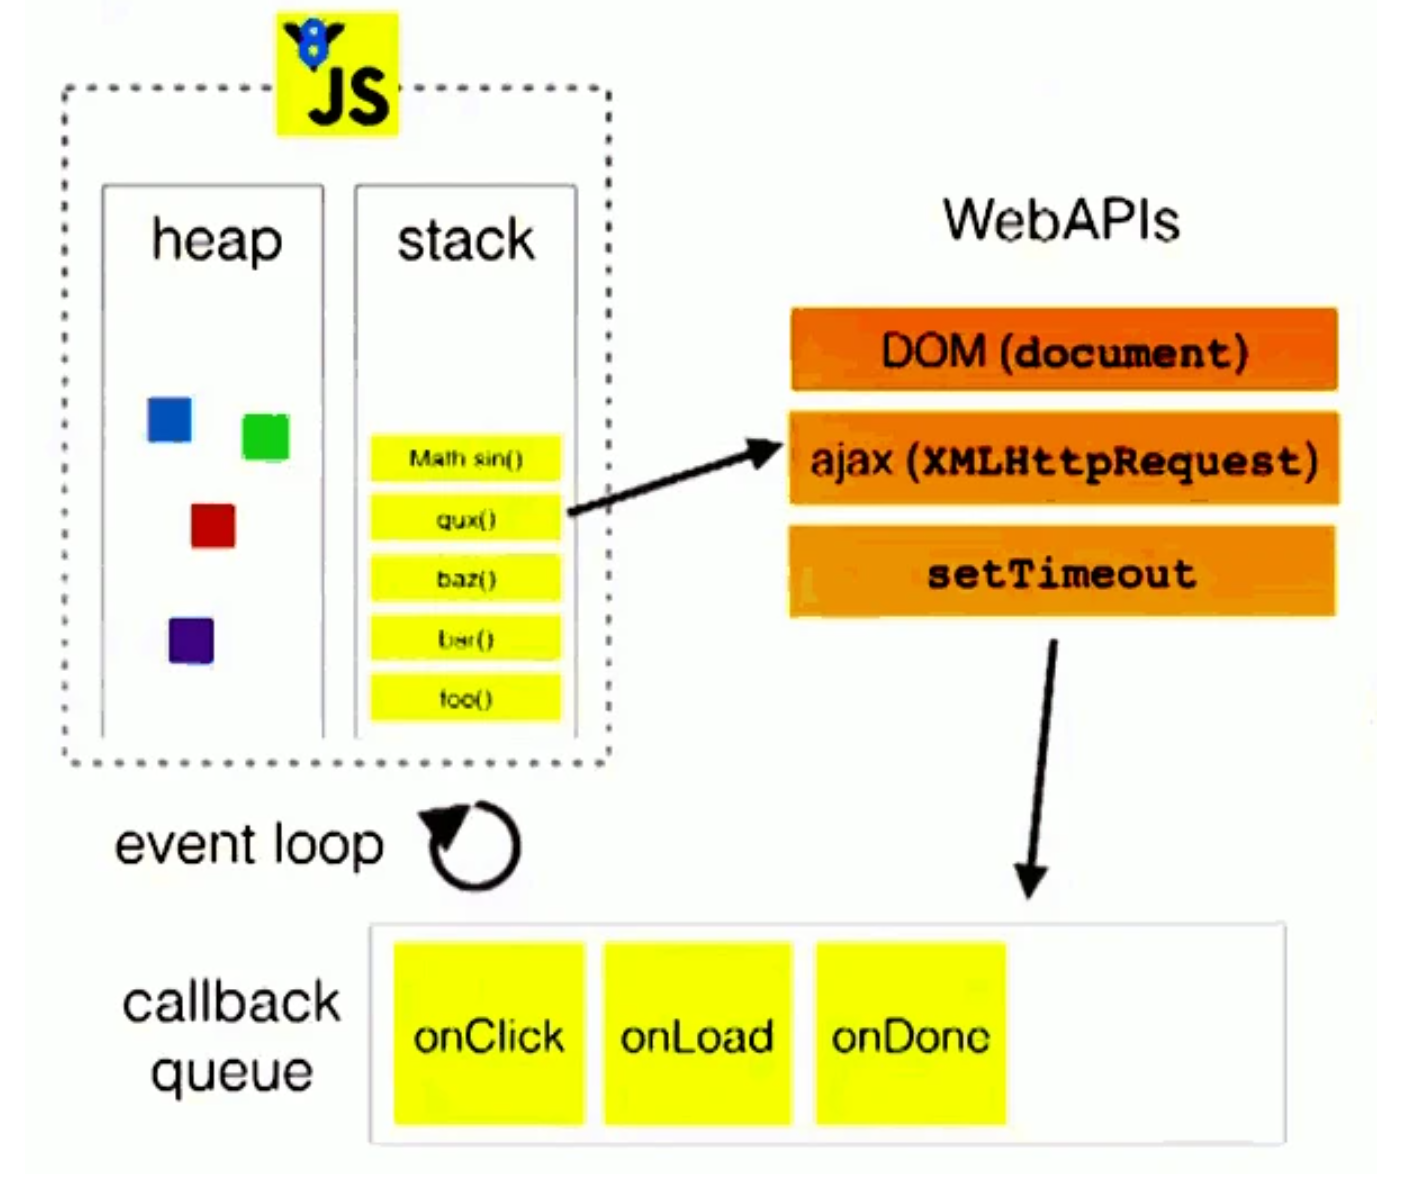 8
JS
heap
stack
Math sin()
qux()
baz()
bar()
foo()
WebAPIs
DOM (document)
ajax (XMLHttpRequest)
setTimeout
event loop
callback
queue
onClick
onLoad
onDone